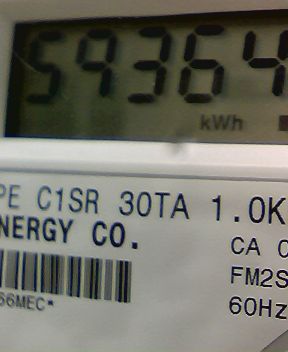 59364
kWh
PE C1SR 30TA 1.0K
NERGY CO.
CA
FM2S
60Hz
56MEC*